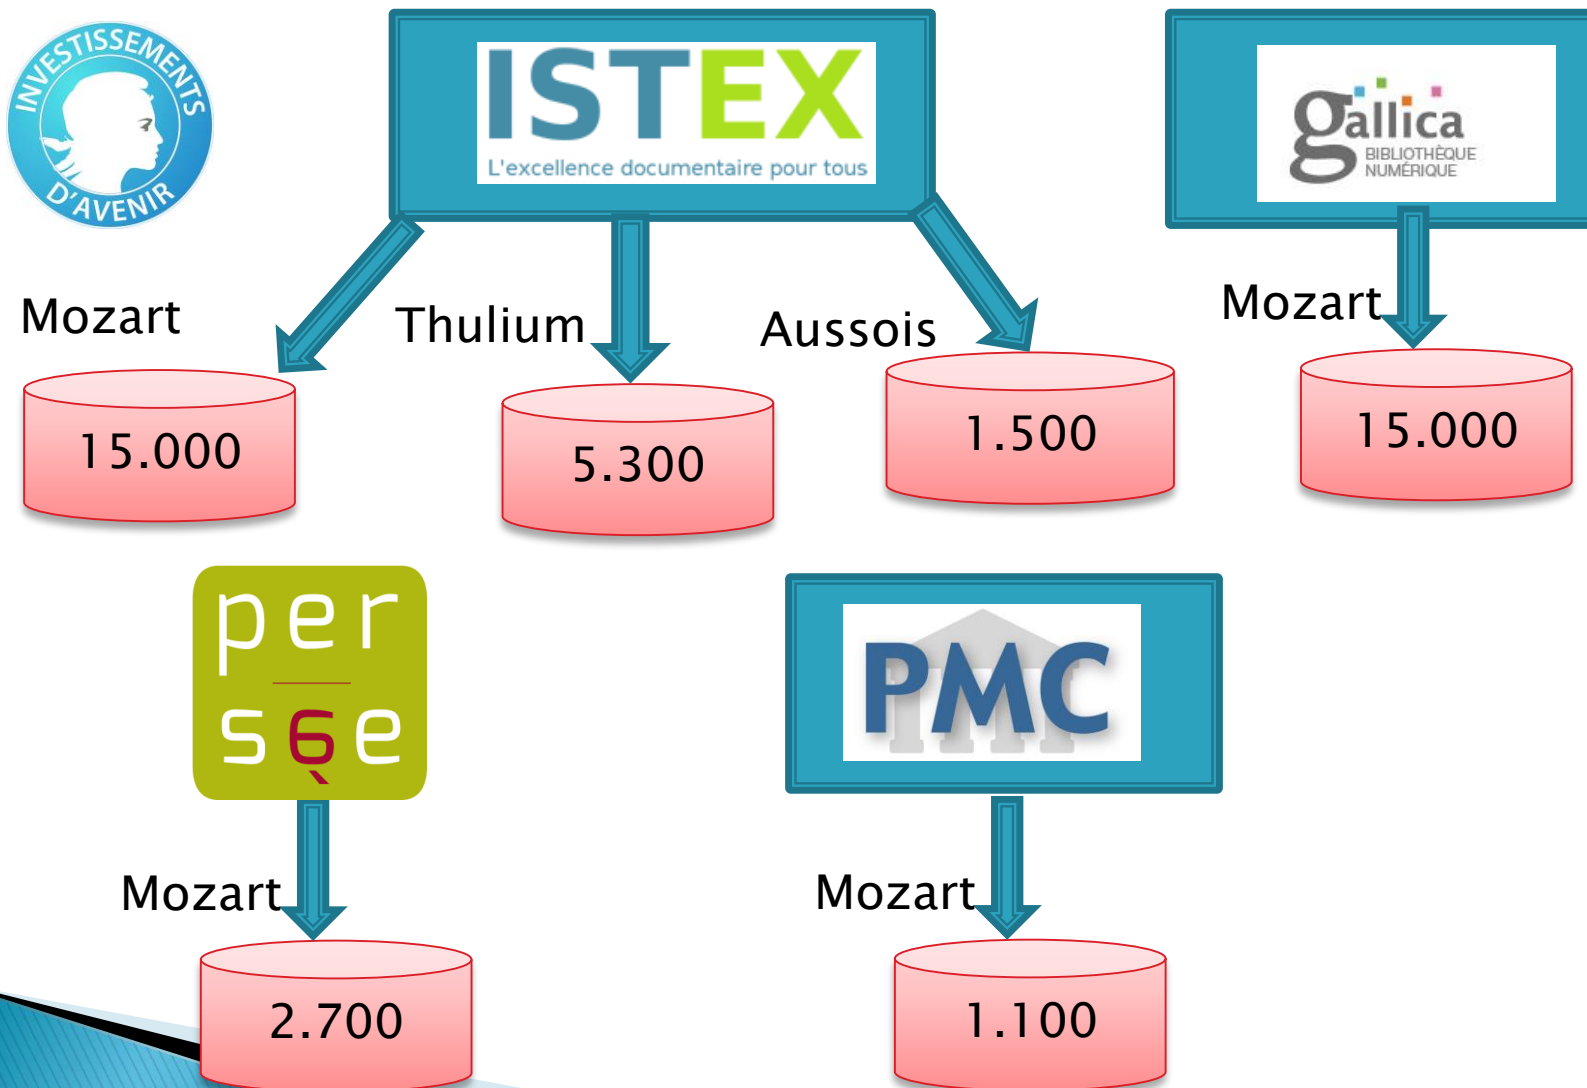 INVESTISSEMENTS
D'AVENIR
ISTEX
L'excellence documentaire pour tous
gallica
BIBLIOTHÈQUE
NUMÉRIQUE
Mozart
Thulium
Aussois
Mozart
15.000
5.300
1.500
15.000
per
sée
PMC
Mozart
Mozart
2.700
1.100